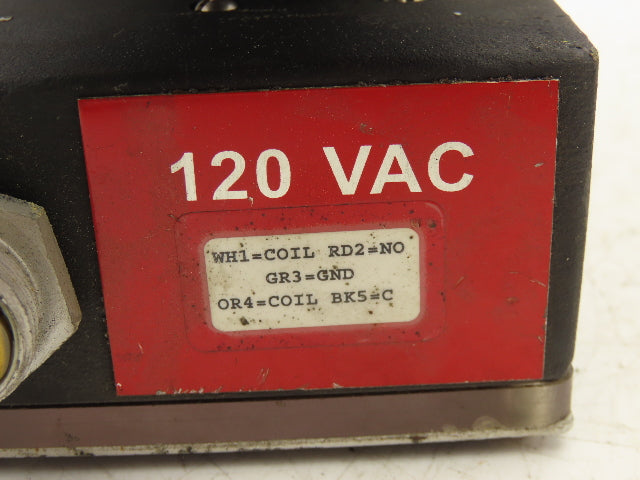 120 VAC
WH1=COIL RD2=NO
GR3=GND
OR4=COIL BK5=C